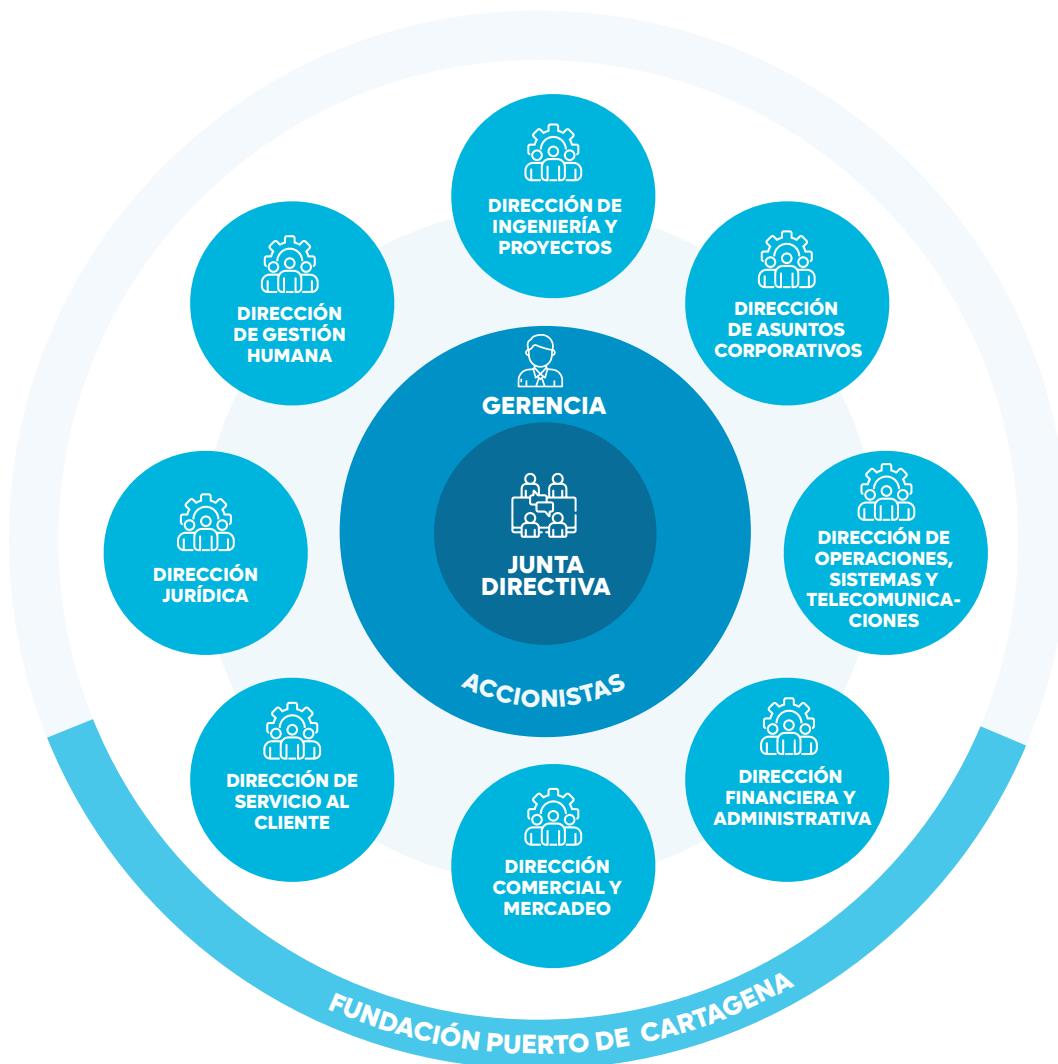 DIRECCIÓN DE
INGENIERÍA Y
PROYECTOS
DIRECCIÓN
DE GESTIÓN
HUMANA
DIRECCIÓN
DE ASUNTOS
CORPORATIVOS
GERENCIA
JUNTA
DIRECTIVA
ACCIONISTAS
DIRECCIÓN
JURÍDICA
DIRECCIÓN DE
OPERACIONES,
SISTEMAS Y
TELECOMUNICA-
CIONES
DIRECCIÓN DE
SERVICIO AL
CLIENTE
DIRECCIÓN
FINANCIERA Y
ADMINISTRATIVA
DIRECCIÓN
COMERCIAL Y
MERCADEO
FUNDACIÓN PUERTO DE CARTAGENA